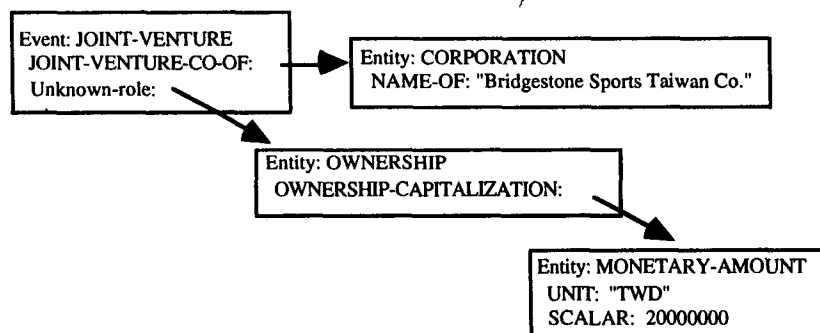 Event: JOINT-VENTURE
JOINT-VENTURE-CO-OF:
Unknown-role:
Entity: CORPORATION
NAME-OF: "Bridgestone Sports Taiwan Co."
Entity: OWNERSHIP
OWNERSHIP-CAPITALIZATION:
Entity: MONETARY-AMOUNT
UNIT: "TWD"
SCALAR: 20000000